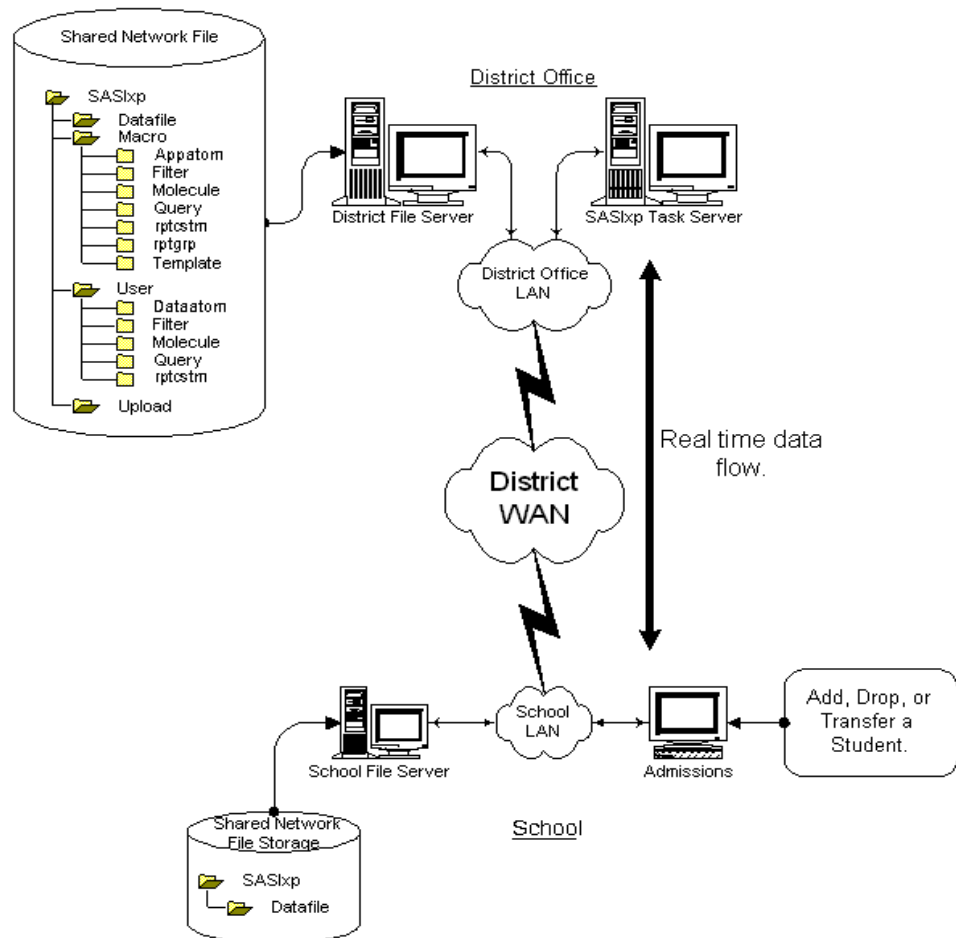 Shared Network File
SASIxp
Datafile
Macro
Appatom
Filter
Molecule
Query
rptcstm
rptgrp
Template
User
Dataatom
Filter
Molecule
Query
rptcstm
Upload
District Office
District File Server
SASIxp Task Server
District Office
LAN
District
WAN
Real time data
flow.
School
LAN
School File Server
Admissions
Add, Drop, or
Transfer a
Student.
School
Shared Network
File Storage
SASIxp
Datafile